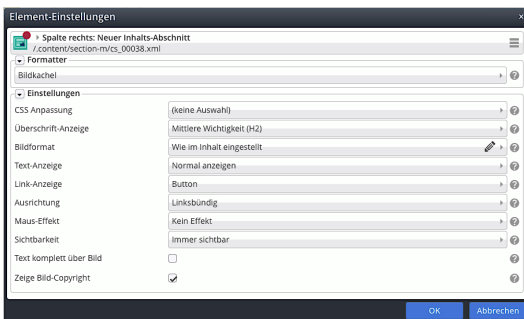 Element-Einstellungen
Spalte rechts: Neuer Inhalts-Abschnitt
/.content/section-m/cs_00038.xml
Formatter
Bildkachel
Einstellungen
CSS Anpassung (keine Auswahl)
Überschrift-Anzeige Mittlere Wichtigkeit (H2)
Bildformat Wie im Inhalt eingestellt
Text-Anzeige Normal anzeigen
Link-Anzeige Button
Ausrichtung Linksbündig
Maus-Effekt Kein Effekt
Sichtbarkeit Immer sichtbar
Text komplett über Bild
Zeige Bild-Copyright
OK Abbrechen